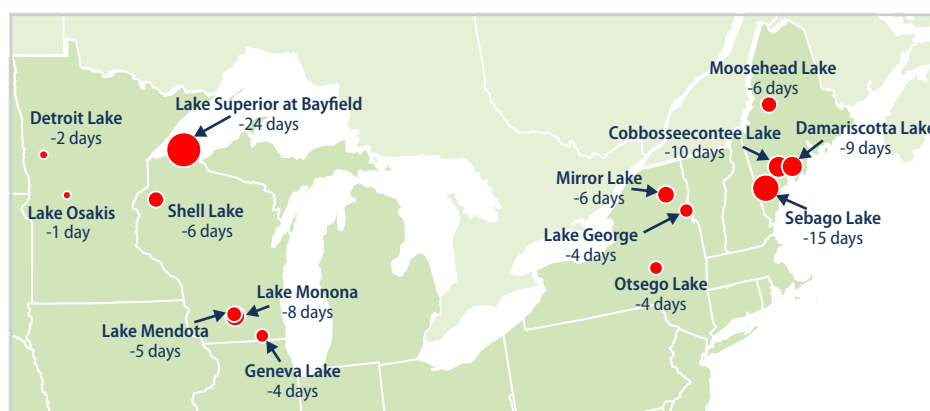 Moosehead Lake
-6 days
Lake Superior at Bayfield
-24 days
Detroit Lake
-2 days
Cobbosseecontee Lake
-10 days
Damariscotta Lake
-9 days
Mirror Lake
-6 days
Lake Osakis
-1 day
Shell Lake
-6 days
Sebago Lake
-15 days
Lake George
-4 days
Otsego Lake
-4 days
Lake Monona
-8 days
Lake Mendota
-5 days
Geneva Lake
-4 days